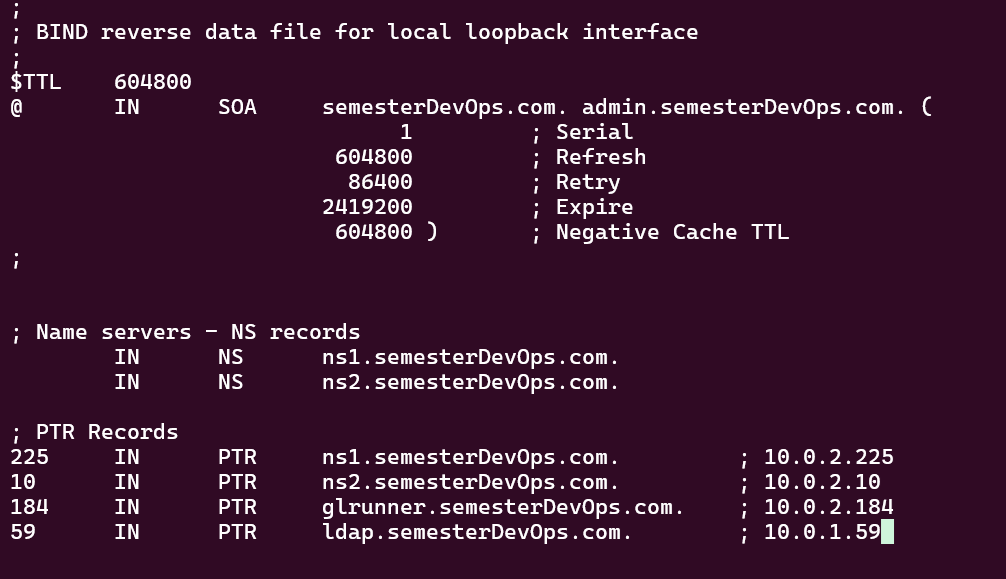 ;
; BIND reverse data file for local loopback interface
;
$TTL    604800
@       IN      SOA     semesterDevOps.com. admin.semesterDevOps.com. (
                              1         ; Serial
                         604800         ; Refresh
                          86400         ; Retry
                        2419200         ; Expire
                         604800 )       ; Negative Cache TTL
;
; Name servers - NS records
        IN      NS      ns1.semesterDevOps.com.
        IN      NS      ns2.semesterDevOps.com.
; PTR Records
225     IN      PTR     ns1.semesterDevOps.com.         ; 10.0.2.225
10      IN      PTR     ns2.semesterDevOps.com.         ; 10.0.2.10
184     IN      PTR     glrunner.semesterDevOps.com.    ; 10.0.2.184
59      IN      PTR     ldap.semesterDevOps.com.        ; 10.0.1.59